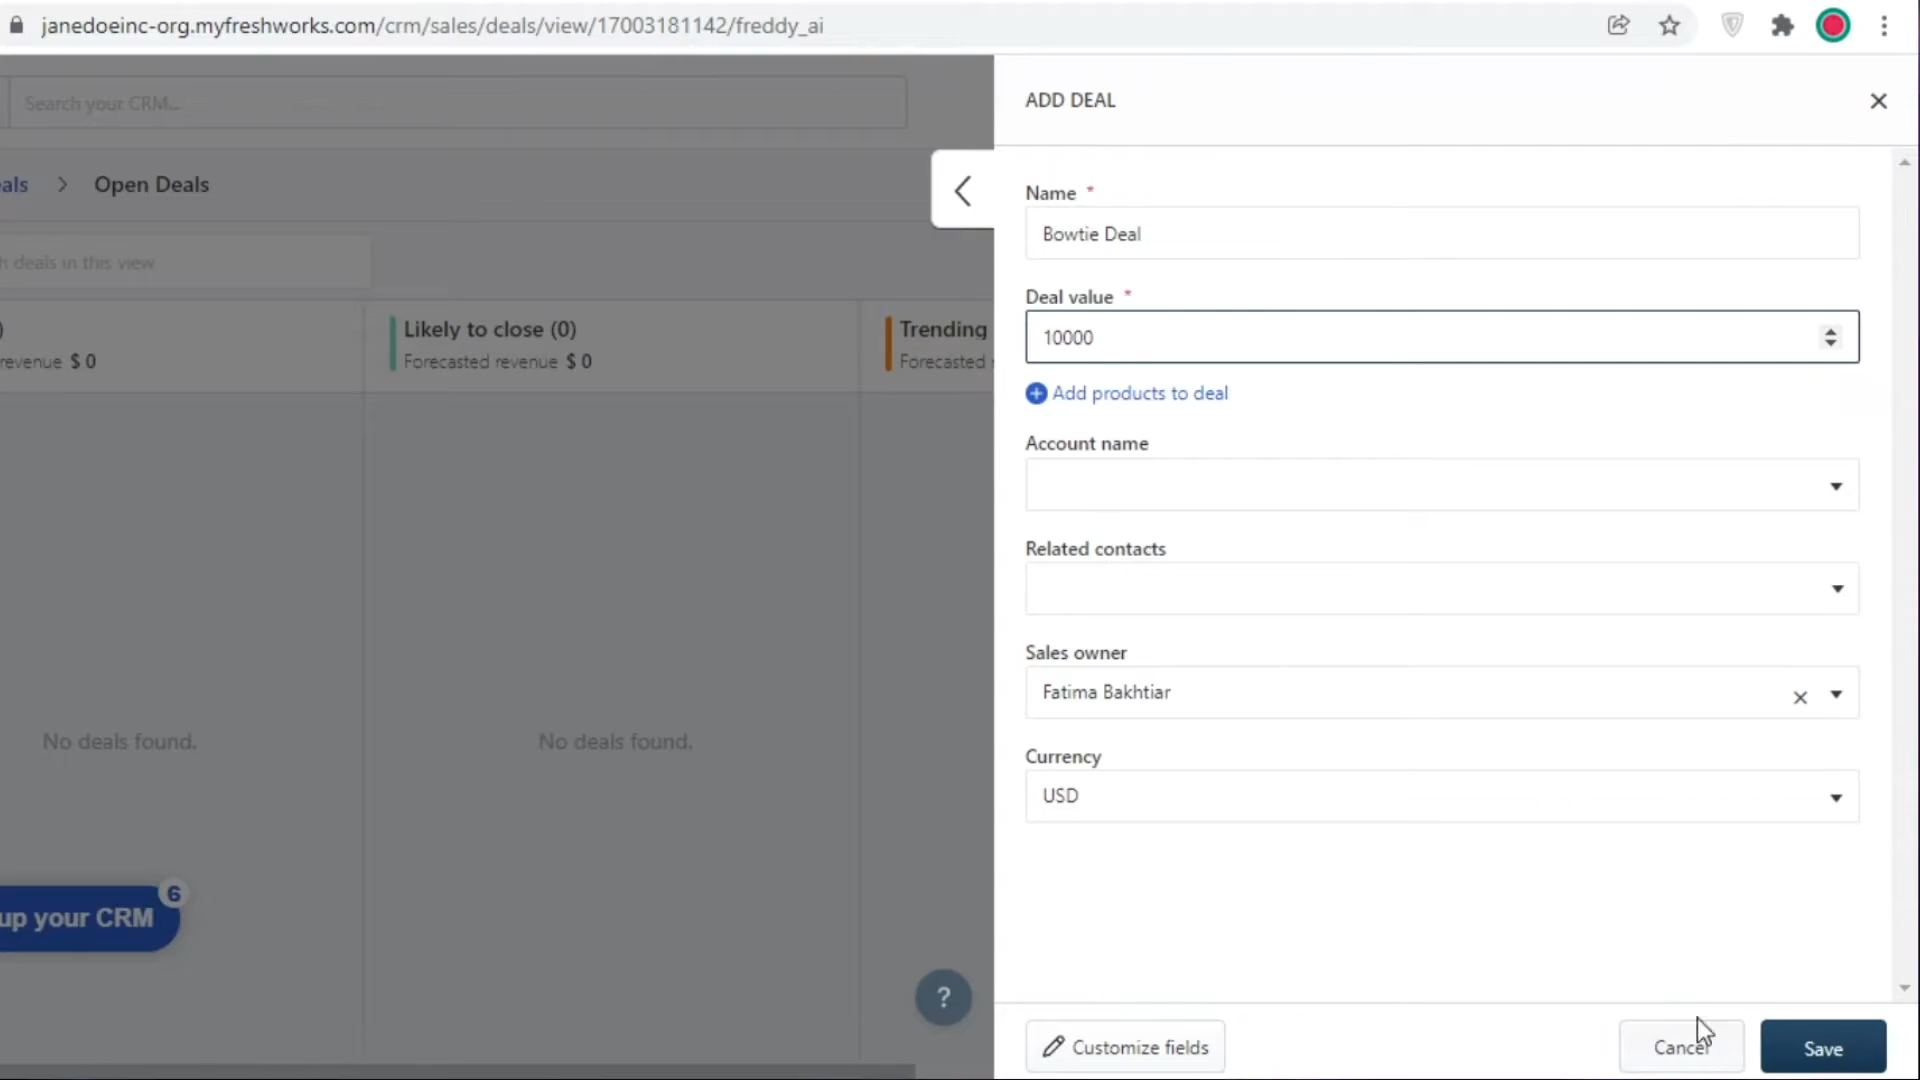 janedoeinc-org.myfreshworks.com/crm/sales/deals/view/17003181142/freddy_ai
Search your CRM...
als > Open Deals
h deals in this view
)
revenue $ 0
Likely to close (0)
Forecasted revenue $ 0
Trending
Forecasted
No deals found.
No deals found.
up your CRM
6
?
ADD DEAL
Name *
Bowtie Deal
Deal value *
10000
Add products to deal
Account name
Related contacts
Sales owner
Fatima Bakhtiar
Currency
USD
Customize fields
Cancel
Save